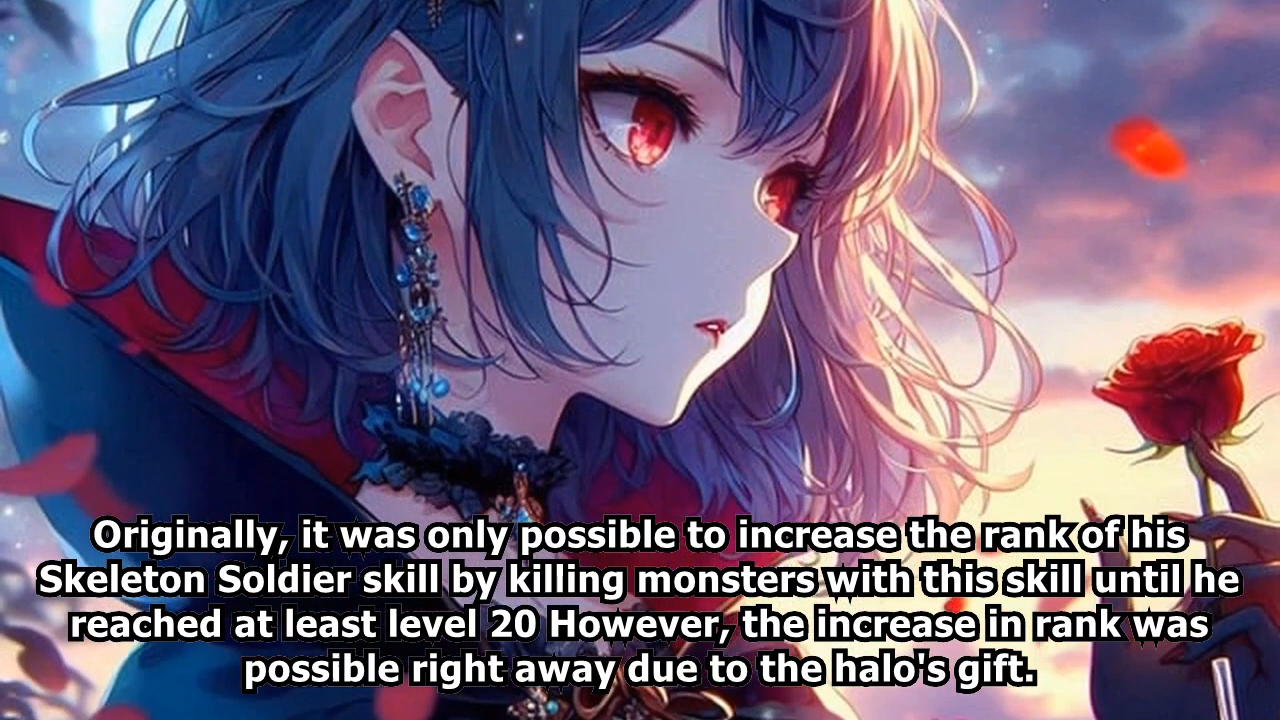 Originally, it was only possible to increase the rank of his
Skeleton Soldier skill by killing monsters with this skill until he
reached at least level 20 However, the increase in rank was
possible right away due to the halo's gift.